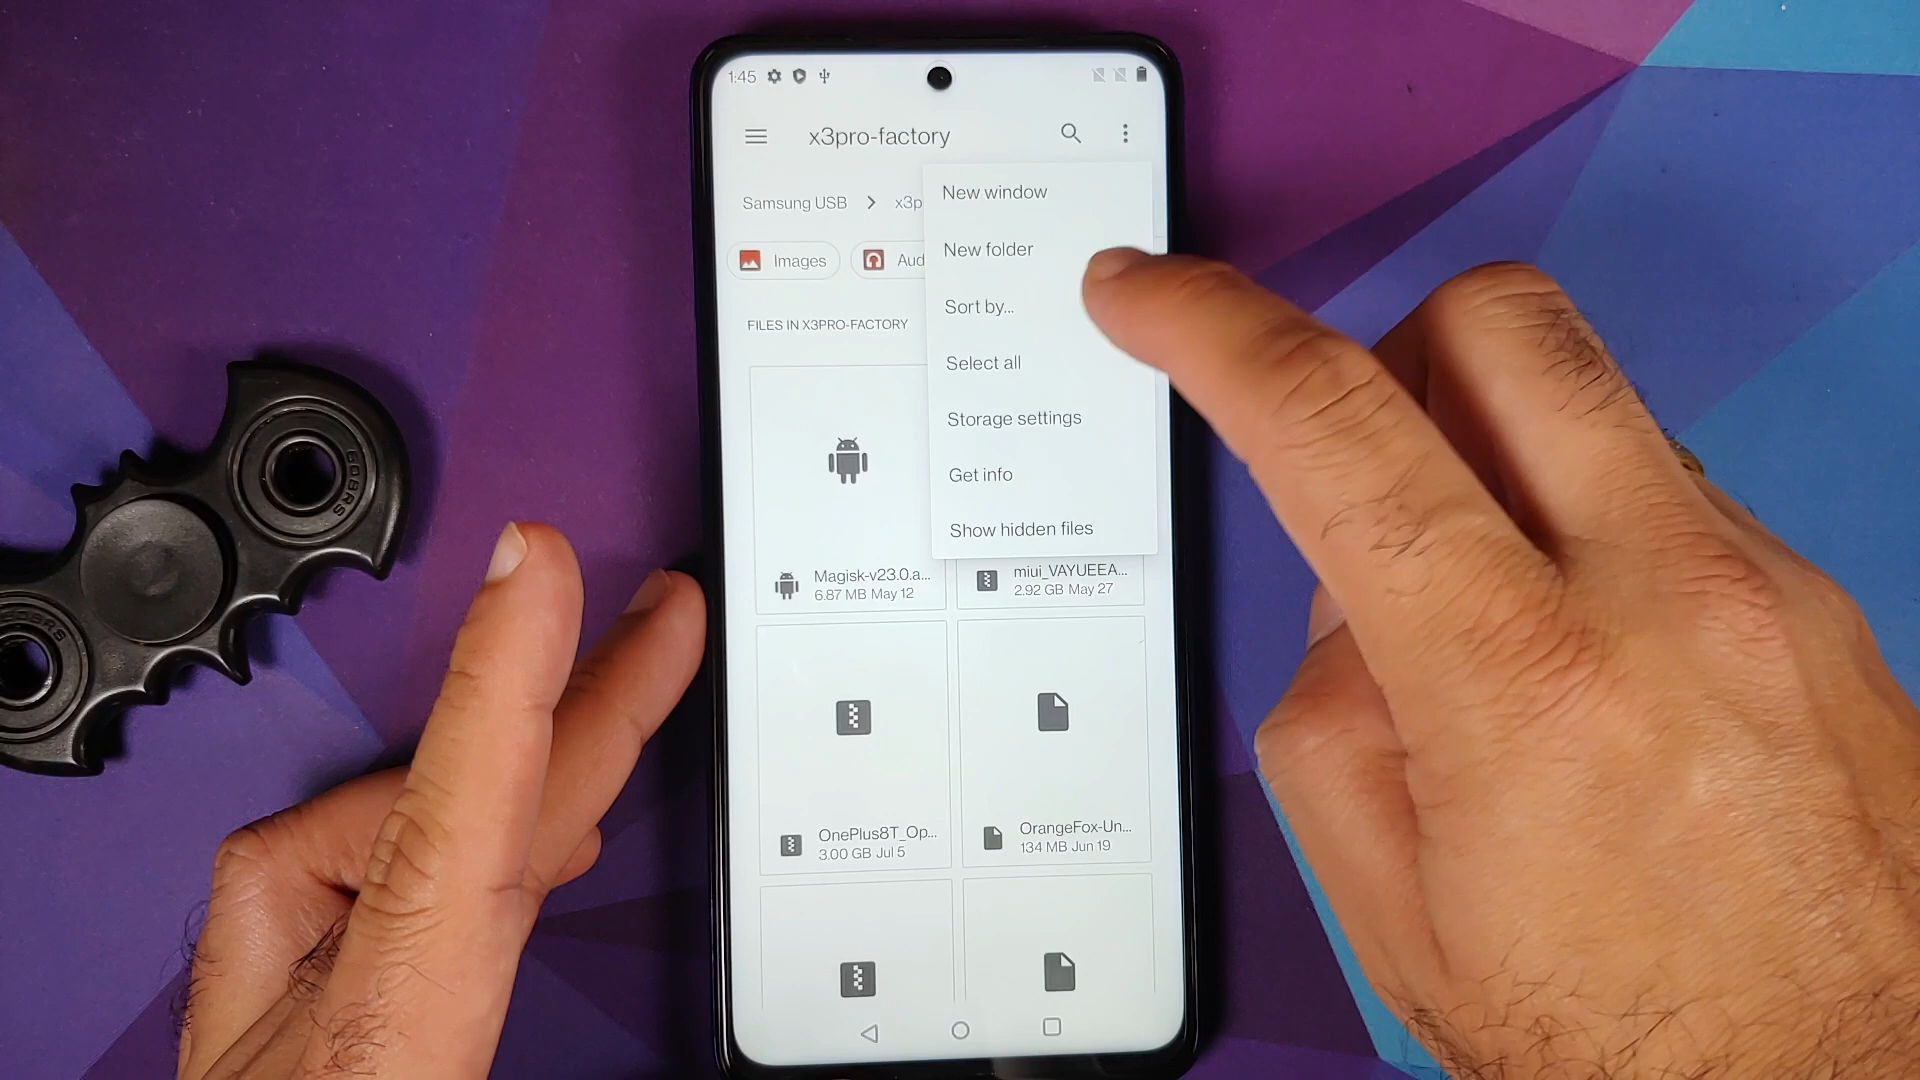 1:45
x3pro-factory
New window
Samsung USB > x3p
New folder
Images
Aud
Sort by...
FILES IN X3PRO-FACTORY
Select all
Storage settings
Get info
Show hidden files
Magisk-v23.0.a...
6.87 MB May 12
miui_VAYUEEA...
2.92 GB May 27
OnePlus8T_Op...
3.00 GB Jul 5
OrangeFox-Un...
134 MB Jun 19